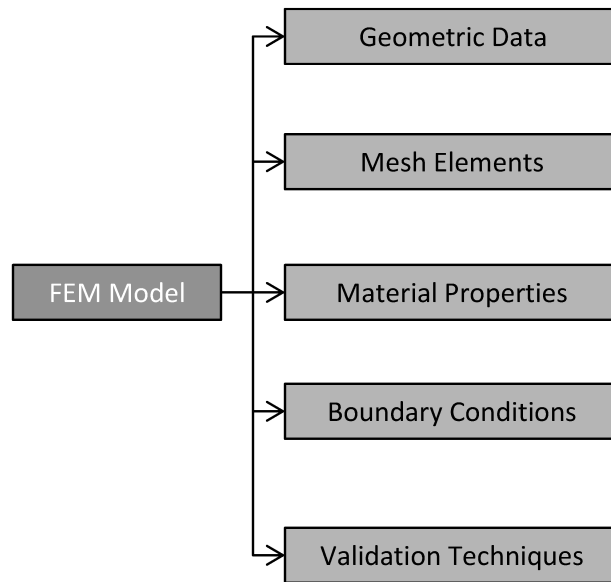 Geometric Data
Mesh Elements
FEM Model
Material Properties
Boundary Conditions
Validation Techniques